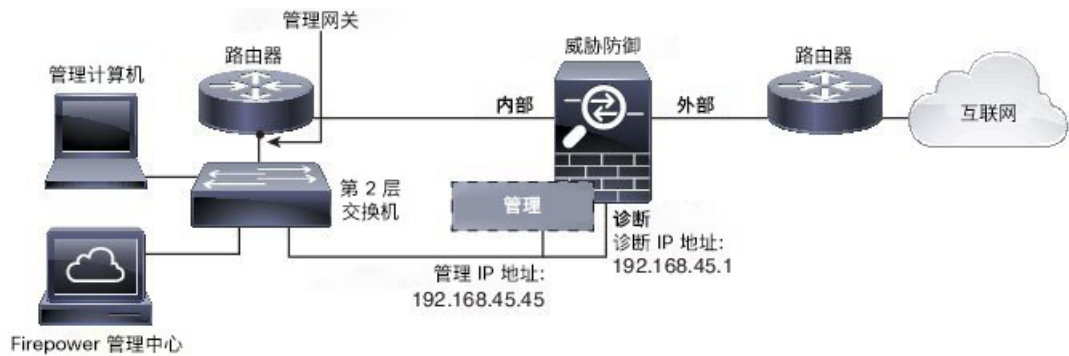 管理网关
路由器
威胁防御
路由器
管理计算机
内部
外部
互联网
第 2 层
交换机
管理
诊断
诊断 IP 地址:
192.168.45.1
管理 IP 地址:
192.168.45.45
Firepower 管理中心